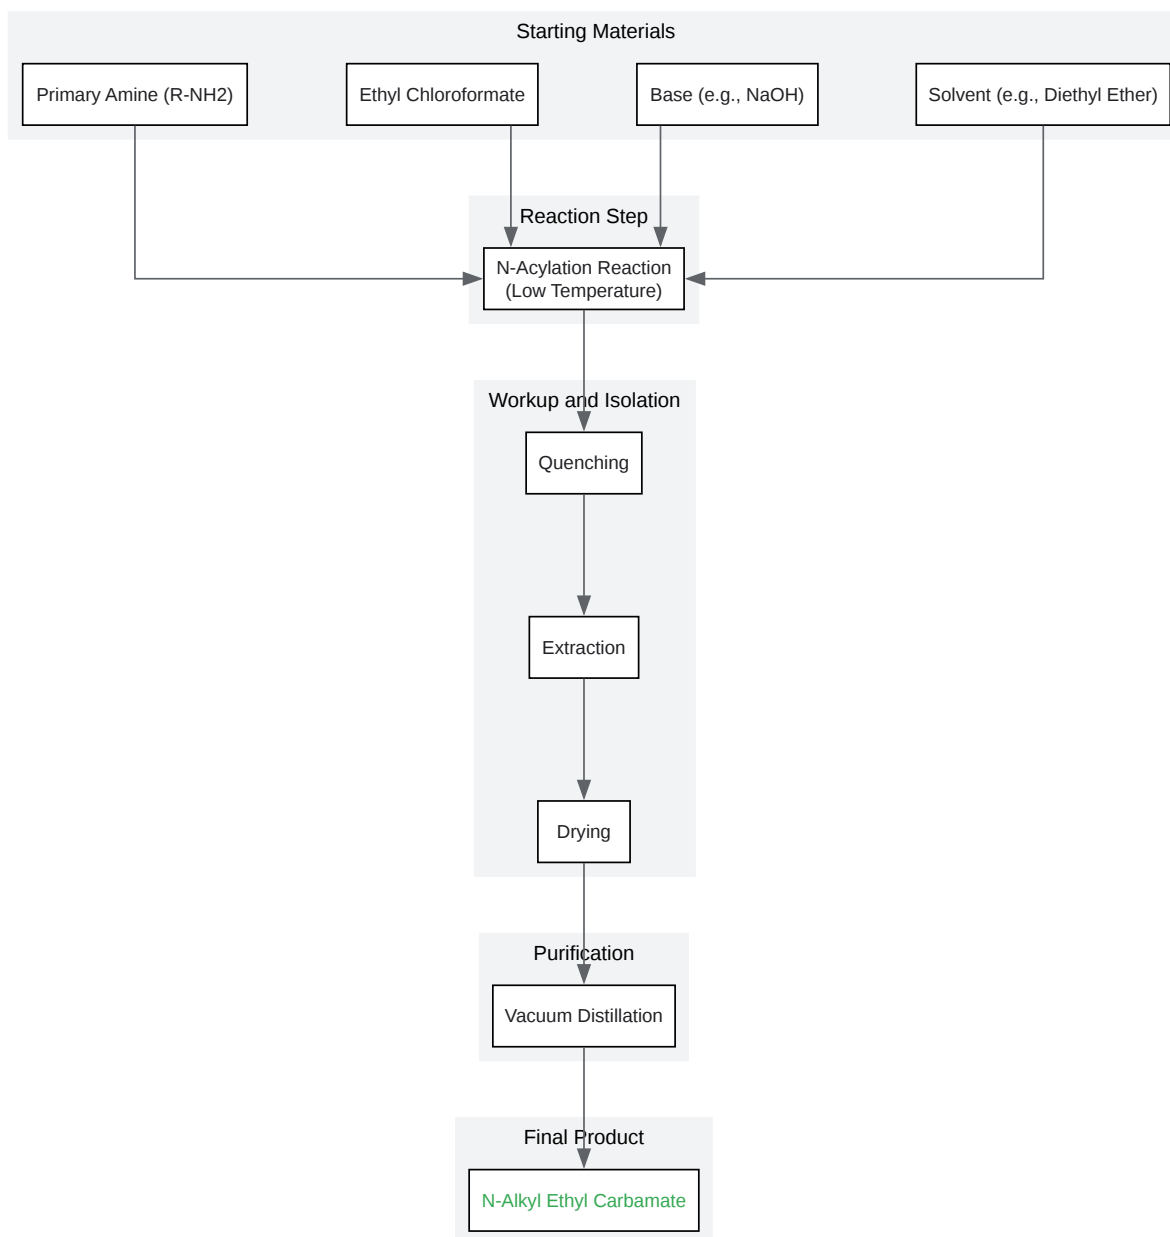 Starting Materials
Primary Amine (R-NH2)
Ethyl Chloroformate
Base (e.g., NaOH)
Solvent (e.g., Diethyl Ether)
Reaction Step
N-Acylation Reaction
(Low Temperature)
Workup and Isolation
Quenching
Extraction
Drying
Purification
Vacuum Distillation
Final Product
N-Alkyl Ethyl Carbamate